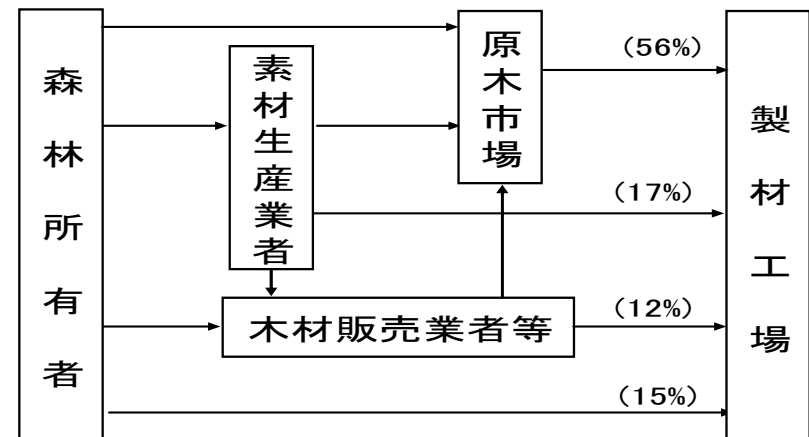 森林所有者
素材生産業者
原木市場
木材販売業者等
(56%)
(17%)
(12%)
(15%)
製材工場